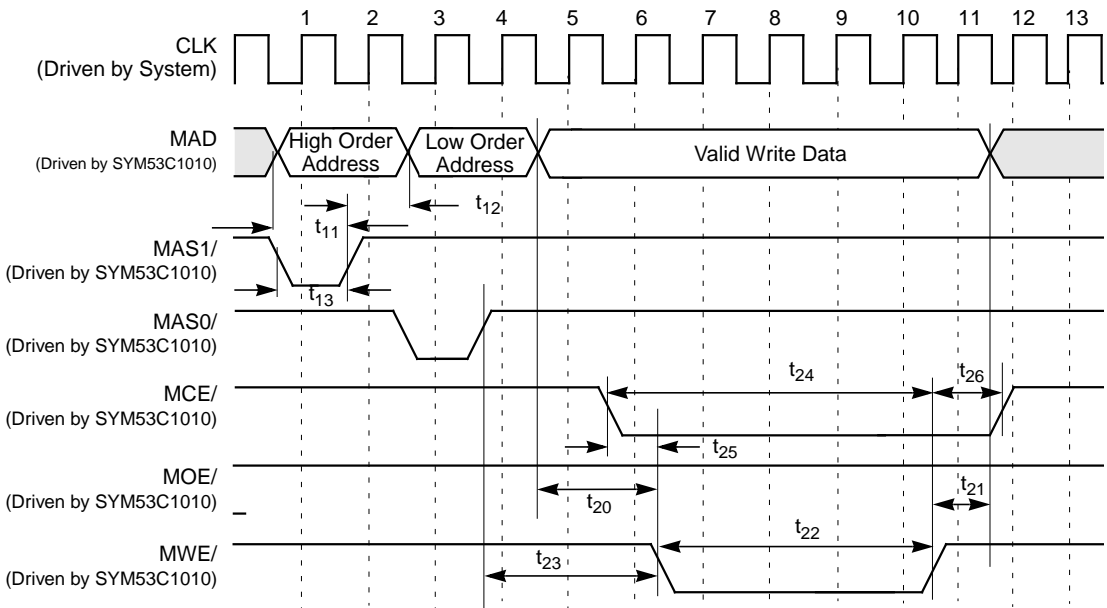 1 2 3 4 5 6 7 8 9 10 11 12 13
CLK
(Driven by System)
MAD
(Driven by SYM53C1010)
High Order
Address
Low Order
Address
Valid Write Data
t12
t11
MAS1/
(Driven by SYM53C1010)
t13
MAS0/
(Driven by SYM53C1010)
t24
t26
MCE/
(Driven by SYM53C1010)
t25
MOE/
(Driven by SYM53C1010)
t20
t21
t22
MWE/
(Driven by SYM53C1010)
t23